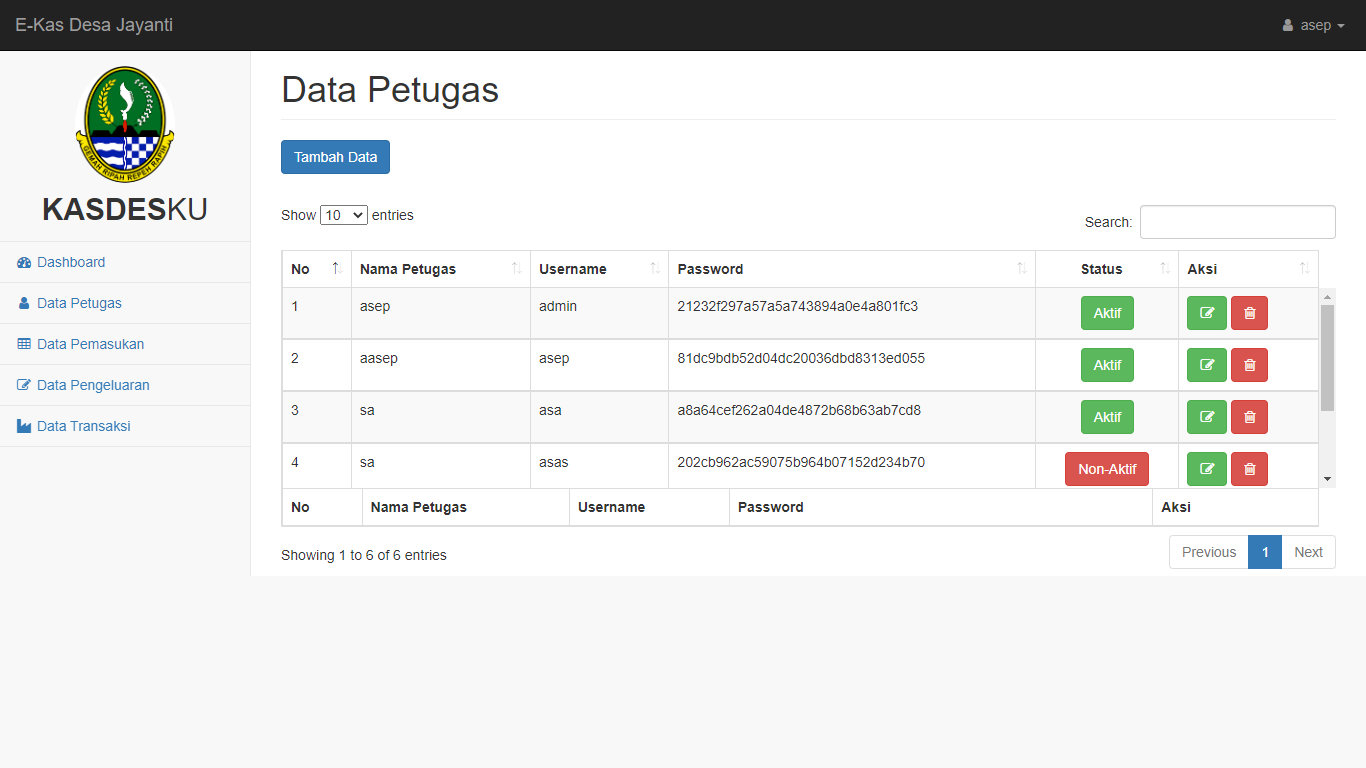 E-Kas Desa Jayanti
asep
GEMAH RIPAH REPEH RAPIH
KASDESKU
Dashboard
Data Petugas
Data Pemasukan
Data Pengeluaran
Data Transaksi
Data Petugas
Tambah Data
Show 10 entries
Search:
No Nama Petugas Username Password Status Aksi
1 asep admin 21232f297a57a5a743894a0e4a801fc3 Aktif
2 aasep asep 81dc9bdb52d04dc20036dbd8313ed055 Aktif
3 sa asa a8a64cef262a04de4872b68b63ab7cd8 Aktif
4 sa asas 202cb962ac59075b964b07152d234b70 Non-Aktif
No Nama Petugas Username Password Aksi
Showing 1 to 6 of 6 entries
Previous 1 Next